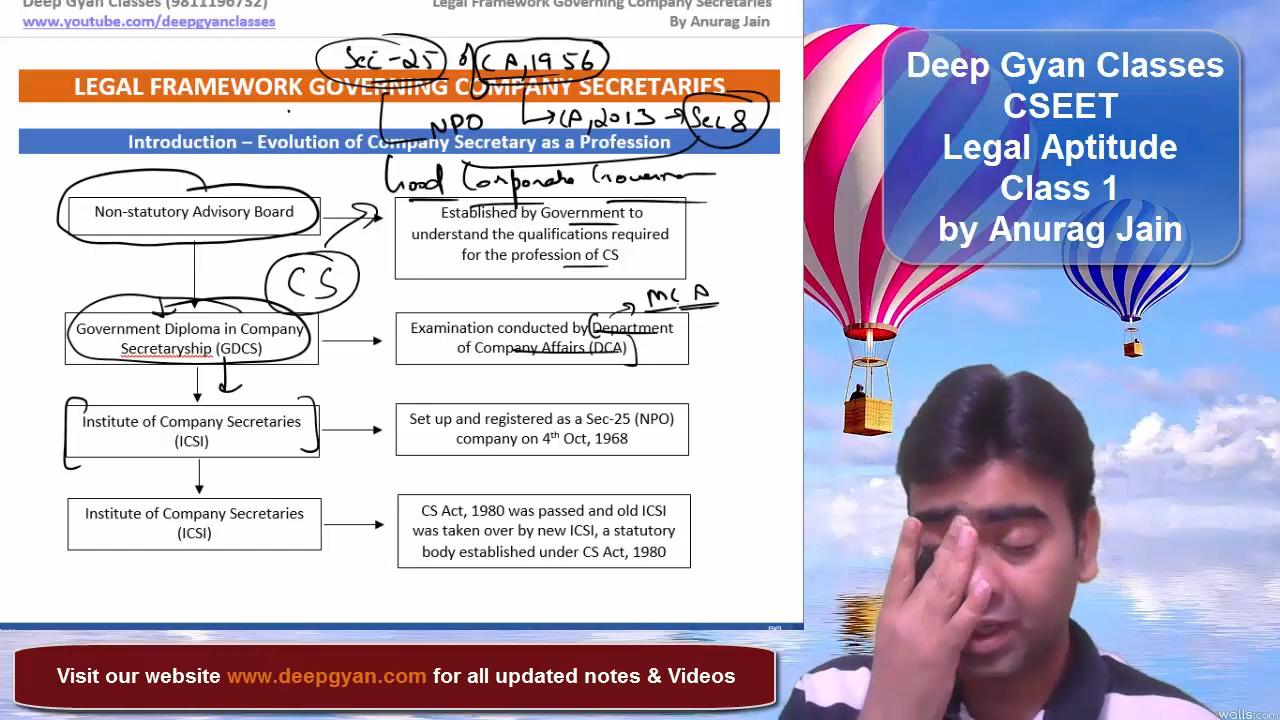 Deep Gyan Classes (9811196732)
Legal Framework Governing Company Secretaries
www.youtube.com/deepgyanclasses
By Anurag Jain
Sec-25 of CA, 1956
LEGAL FRAMEWORK GOVERNING COMPANY SECRETARIES
NPO
CA, 2013 → Sec 8
Introduction – Evolution of Company Secretary as a Profession
Good Corporate
Non-statutory Advisory Board
Established by Government to
understand the qualifications required
for the profession of CS
CS
MCA
Government Diploma in Company
Secretaryship (GDCS)
Examination conducted by Department
of Company Affairs (DCA)
Institute of Company Secretaries
(ICSI)
Set up and registered as a Sec-25 (NPO)
company on 4th Oct, 1968
Institute of Company Secretaries
(ICSI)
CS Act, 1980 was passed and old ICSI
was taken over by new ICSI, a statutory
body established under CS Act, 1980
Deep Gyan Classes
CSEET
Legal Aptitude
Class 1
by Anurag Jain
Visit our website www.deepgyan.com for all updated notes & Videos
walls.com